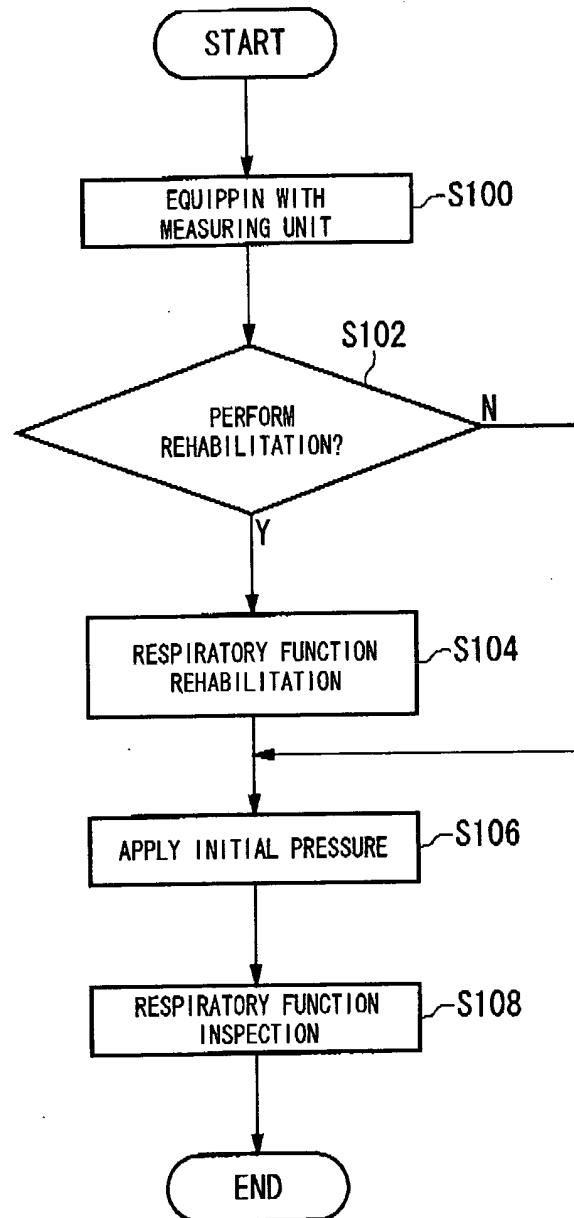 START
EQUIPPIN WITH
MEASURING UNIT
S100
S102
PERFORM
REHABILITATION?
N
Y
RESPIRATORY FUNCTION
REHABILITATION
S104
APPLY INITIAL PRESSURE
S106
RESPIRATORY FUNCTION
INSPECTION
S108
END